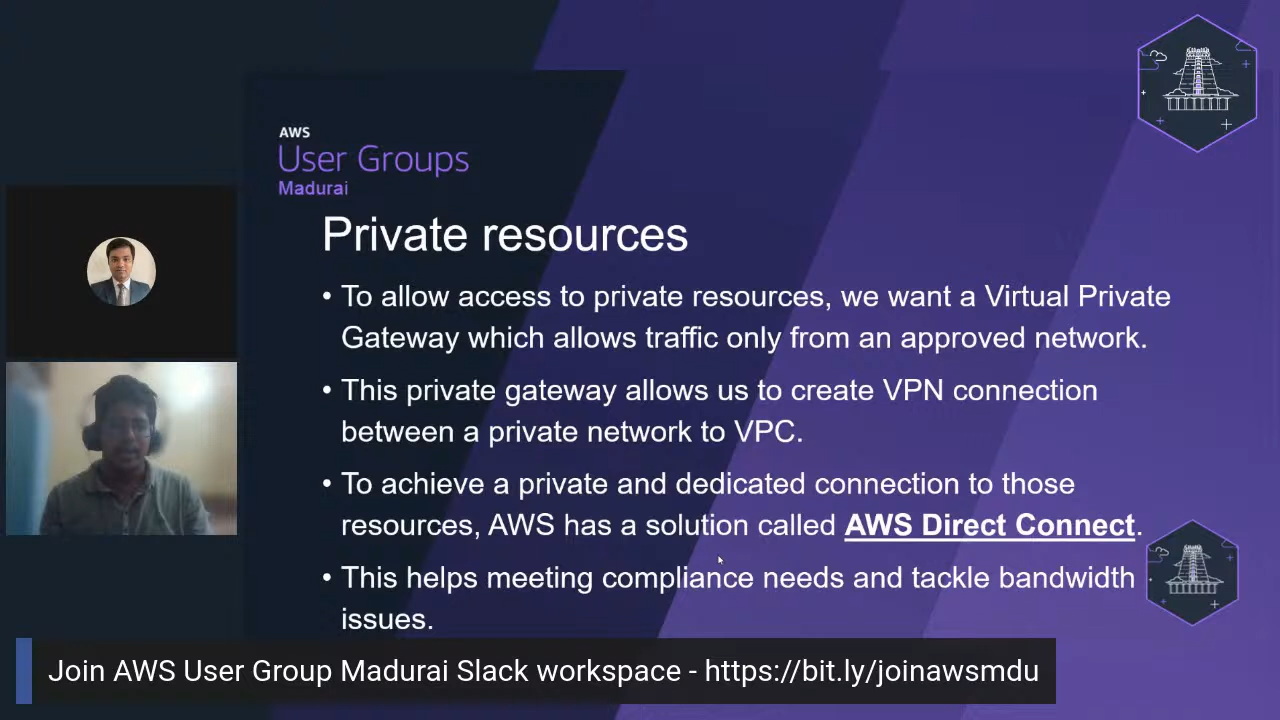 AWS
User Groups
Madurai
Private resources
• To allow access to private resources, we want a Virtual Private
Gateway which allows traffic only from an approved network.
• This private gateway allows us to create VPN connection
between a private network to VPC.
• To achieve a private and dedicated connection to those
resources, AWS has a solution called AWS Direct Connect.
• This helps meeting compliance needs and tackle bandwidth
issues.
Join AWS User Group Madurai Slack workspace - https://bit.ly/joinawsmdu